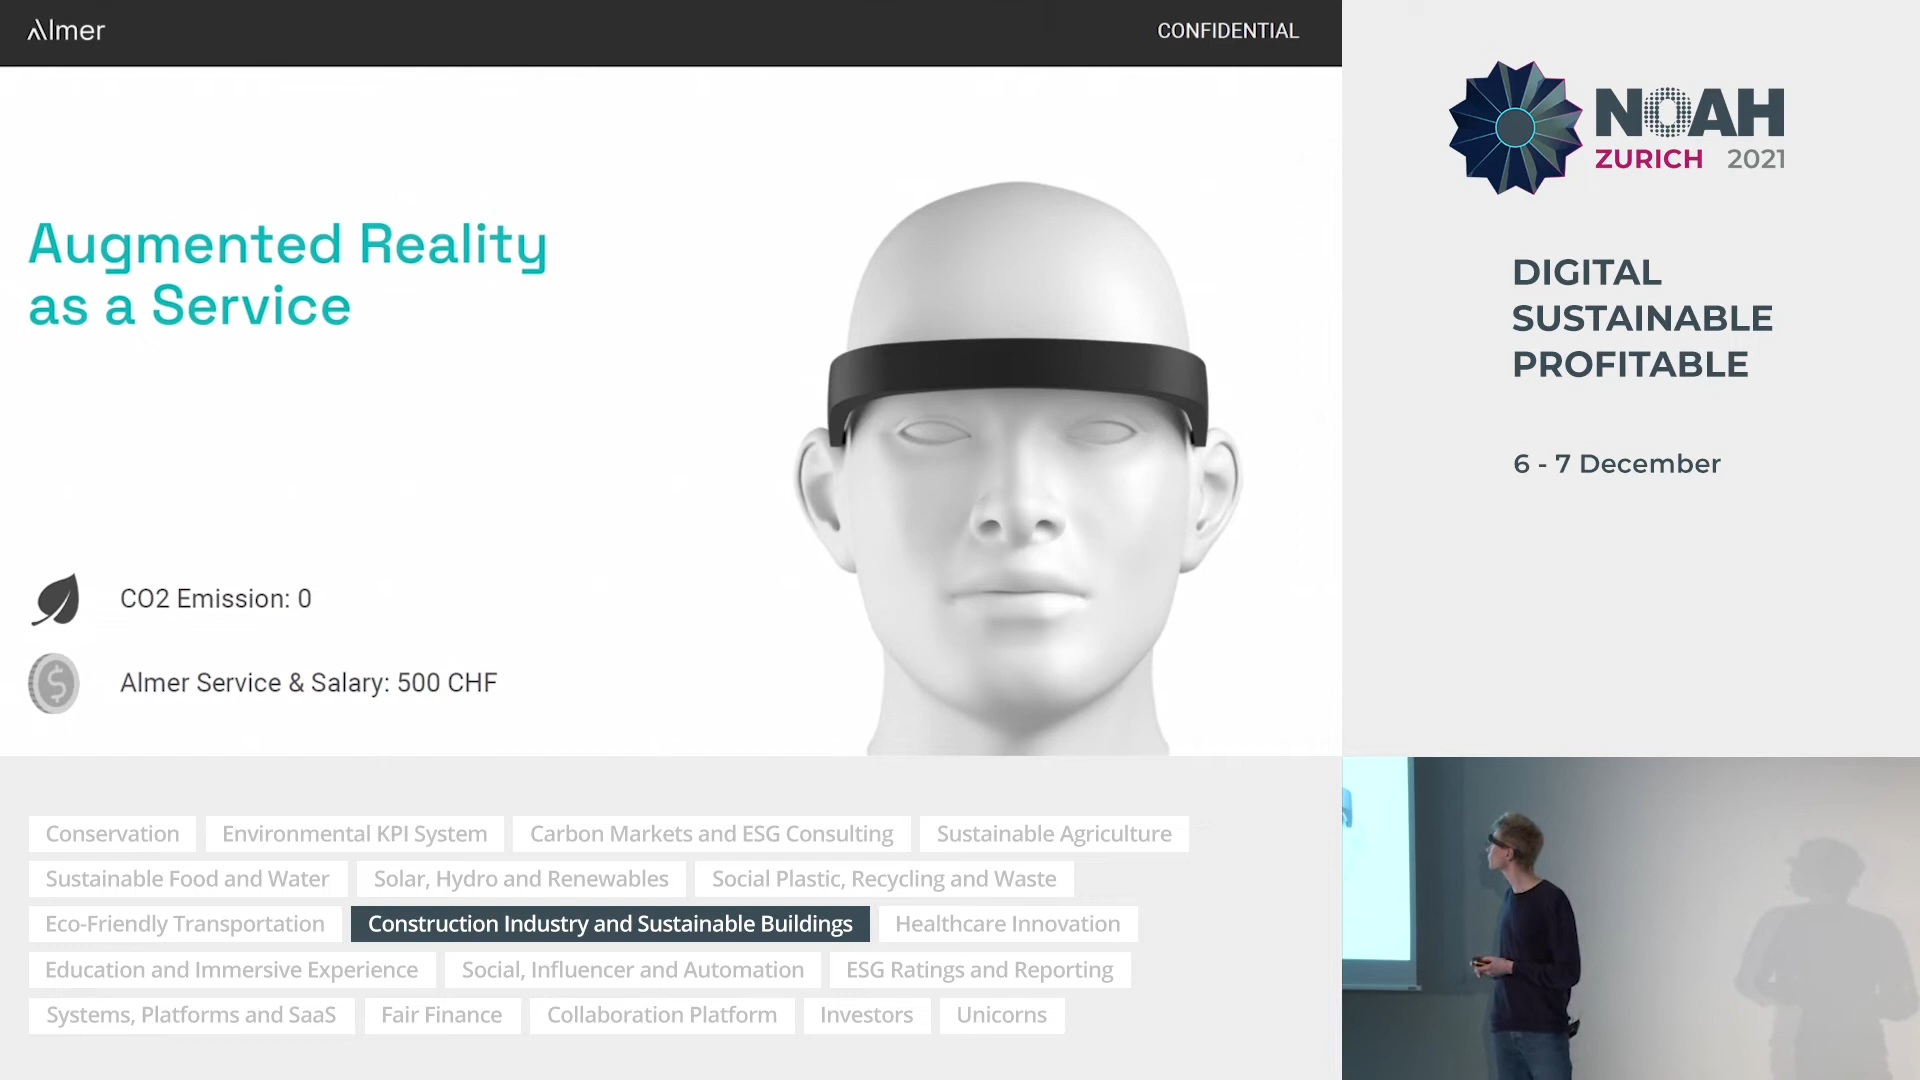 Almer
CONFIDENTIAL
Augmented Reality
as a Service
CO2 Emission: 0
$
Almer Service & Salary: 500 CHF
NOAH
ZURICH 2021
DIGITAL
SUSTAINABLE
PROFITABLE
6 - 7 December
Conservation
Environmental KPI System
Carbon Markets and ESG Consulting
Sustainable Agriculture
Sustainable Food and Water
Solar, Hydro and Renewables
Social Plastic, Recycling and Waste
Eco-Friendly Transportation
Construction Industry and Sustainable Buildings
Healthcare Innovation
Education and Immersive Experience
Social, Influencer and Automation
ESG Ratings and Reporting
Systems, Platforms and SaaS
Fair Finance
Collaboration Platform
Investors
Unicorns